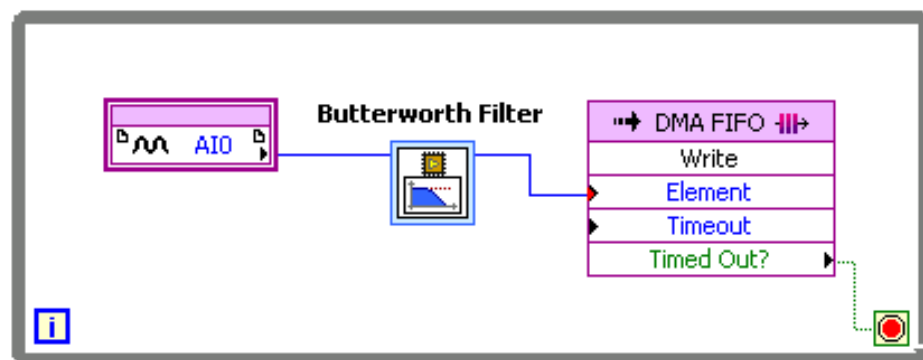 Butterworth Filter
AI0
DMA FIFO
Write
Element
Timeout
Timed Out?
i